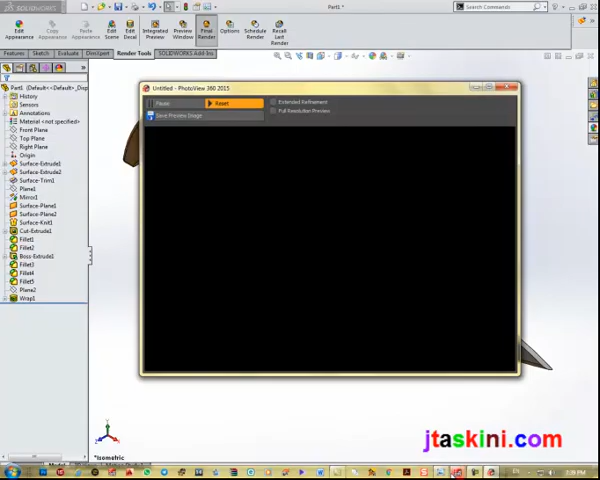 SOLIDWORKS
Part1 *
Search Commands
Edit Appearance
Copy Appearance
Paste Appearance
Edit Scene
Edit Decal
Integrated Preview
Preview Window
Final Render
Options
Schedule Render
Recall Last Render
Features
Sketch
Evaluate
DimXpert
Render Tools
SOLIDWORKS Add-Ins
Part1 (Default<<Default>_Disp
History
Sensors
Annotations
Material <not specified>
Front Plane
Top Plane
Right Plane
Origin
Surface-Extrude1
Surface-Extrude2
Surface-Trim1
Plane1
Mirror1
Surface-Plane1
Surface-Plane2
Surface-Knit1
Cut-Extrude1
Fillet1
Fillet2
Boss-Extrude1
Fillet3
Fillet4
Fillet5
Plane2
Wrap1
Untitled - PhotoView 360 2015
Pause
Reset
Extended Refinement
Save Preview Image
Full Resolution Preview
*Isometric
jtaskini.com
EN